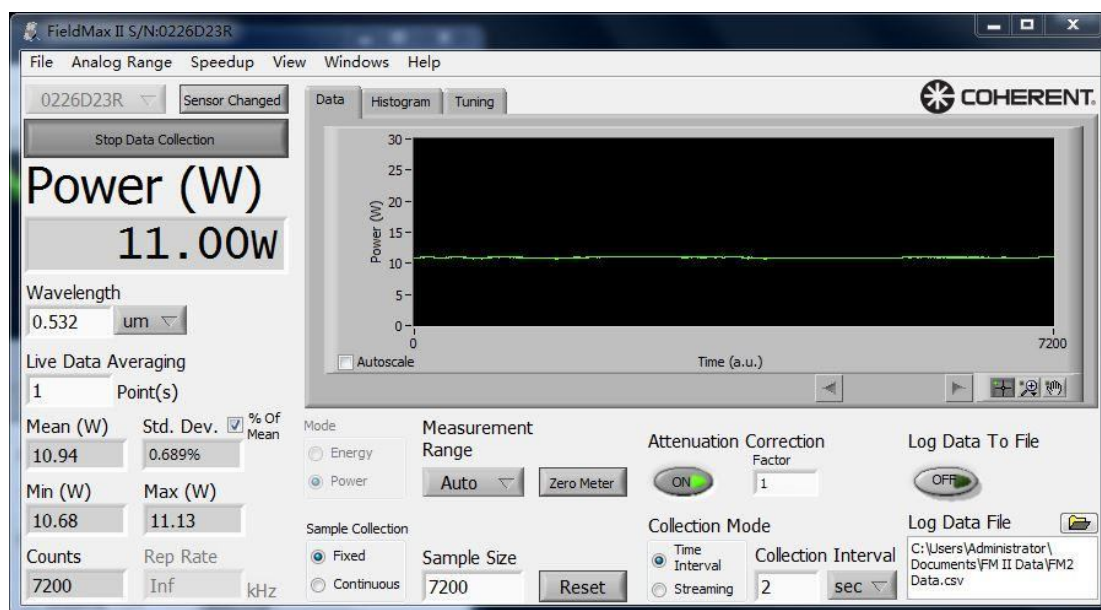 FieldMax II S/N:0226D23R
File Analog Range Speedup View Windows Help
0226D23R Sensor Changed
Stop Data Collection
Power (W)
11.00W
Wavelength
0.532 um
Live Data Averaging
1 Point(s)
Mean (W) Std. Dev. % Of Mean
10.94 0.689%
Min (W) Max (W)
10.68 11.13
Counts Rep Rate
7200 Inf kHz
Data Histogram Tuning
COHERENT.
30
25
20
15
10
5
0
Power (W)
0 7200
Autoscale Time (a.u.)
Mode
Energy
Power
Measurement
Range
Auto Zero Meter
Sample Collection
Fixed
Continuous
Sample Size
7200 Reset
Attenuation Correction
Factor
ON 1
Collection Mode
Time
Interval
Streaming
Collection Interval
2 sec
Log Data To File
OFF
Log Data File
C:\Users\Administrator\
Documents\FM II Data\FM2
Data.csv